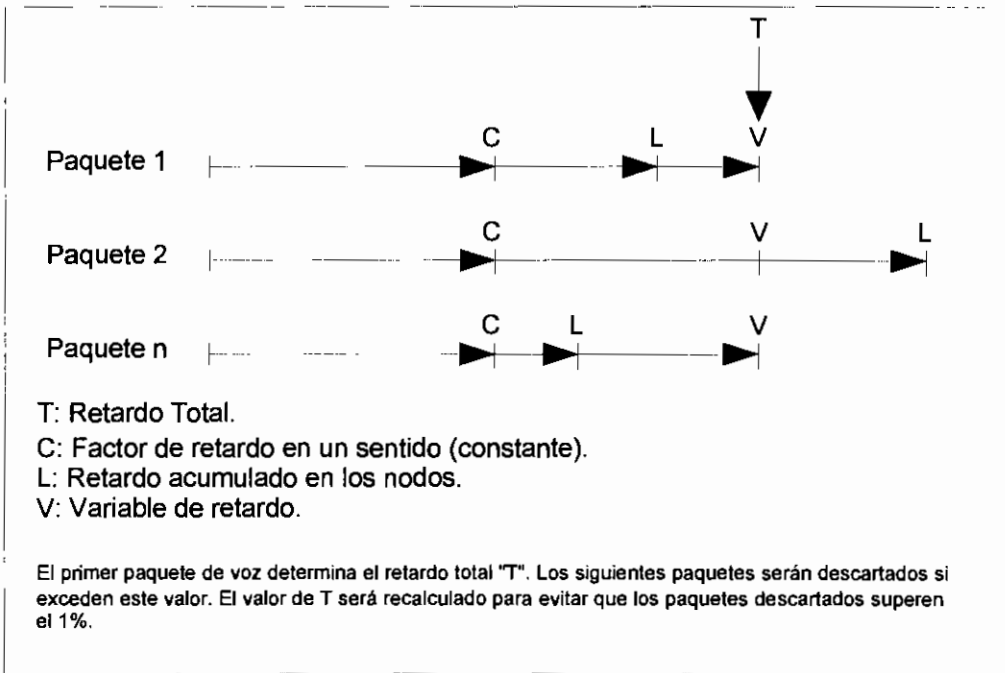 T
C L V
Paquete 1
C V L
Paquete 2
C L V
Paquete n
T: Retardo Total.
C: Factor de retardo en un sentido (constante).
L: Retardo acumulado en los nodos.
V: Variable de retardo.
El primer paquete de voz determina el retardo total "T". Los siguientes paquetes serán descartados si
exceden este valor. El valor de T será recalculado para evitar que los paquetes descartados superen
el 1%.